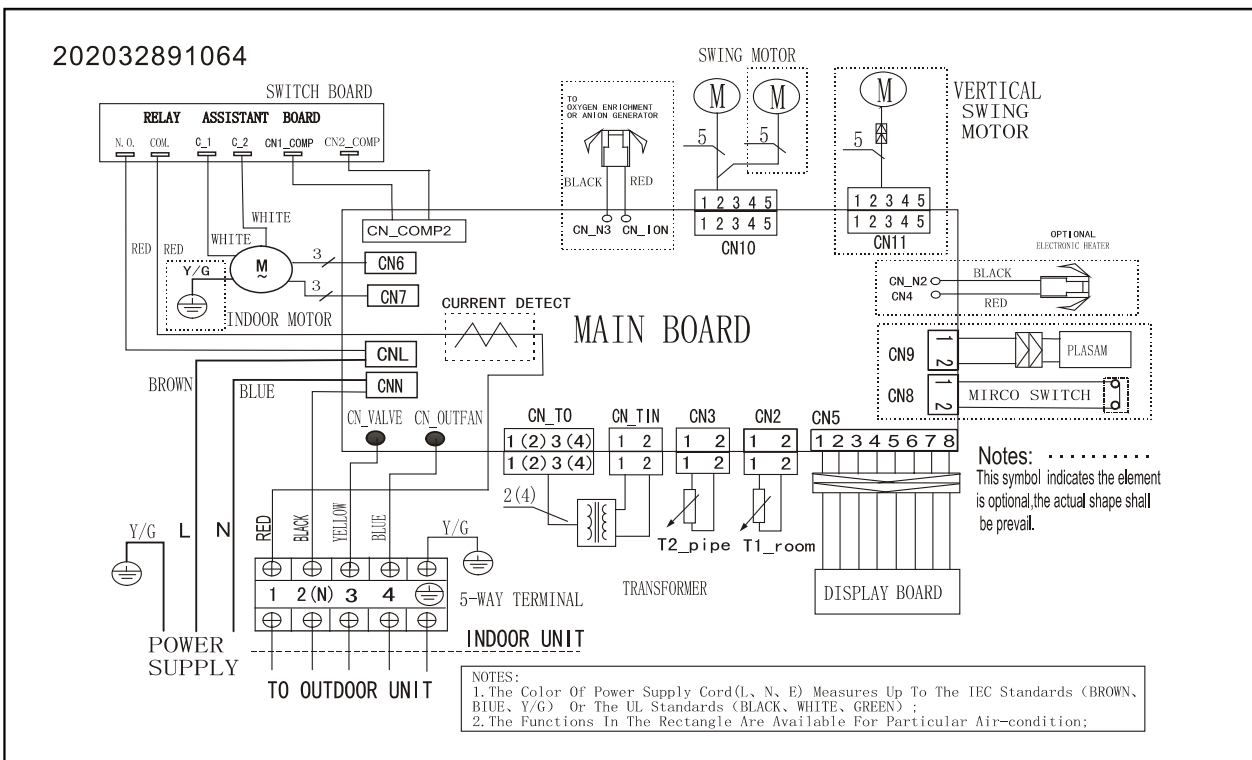 202032891064
SWITCH BOARD
RELAY ASSISTANT BOARD
N.O. COM. C_1 C_2 CN1_COMP CN2_COMP
WHITE
WHITE
RED RED
Y/G
M
~
INDOOR MOTOR
3
3
CN_COMP2
CN6
CN7
CURRENT DETECT
CNL
CNN
BROWN
BLUE
CN_VALVE CN_OUTFAN
TO
OXYGEN ENRICHMENT
OR ANION GENERATOR
BLACK RED
CN_N3 CN_ION
SWING MOTOR
M M
5 5
1 2 3 4 5
1 2 3 4 5
CN10
M
5
VERTICAL
SWING
MOTOR
1 2 3 4 5
1 2 3 4 5
CN11
OPTIONAL
ELECTRONIC HEATER
CN_N2 BLACK
CN4 RED
MAIN BOARD
CN9 1 2 PLASAM
CN8 1 2 MIRCO SWITCH
CN_TO CN_TIN CN3 CN2 CN5
1(2)3(4) 1 2 1 2 1 2 1 2 3 4 5 6 7 8
1(2)3(4) 1 2 1 2 1 2
2(4)
T2_pipe T1_room
TRANSFORMER
DISPLAY BOARD
Notes: ..........
This symbol indicates the element
is optional,the actual shape shall
be prevail.
Y/G L N RED BLACK YELLOW BLUE Y/G
1 2(N) 3 4
5-WAY TERMINAL
POWER
SUPPLY
INDOOR UNIT
TO OUTDOOR UNIT
NOTES:
1.The Color Of Power Supply Cord(L、N、E) Measures Up To The IEC Standards (BROWN、
BIUE、Y/G) Or The UL Standards (BLACK、WHITE、GREEN) ;
2.The Functions In The Rectangle Are Available For Particular Air-condition;